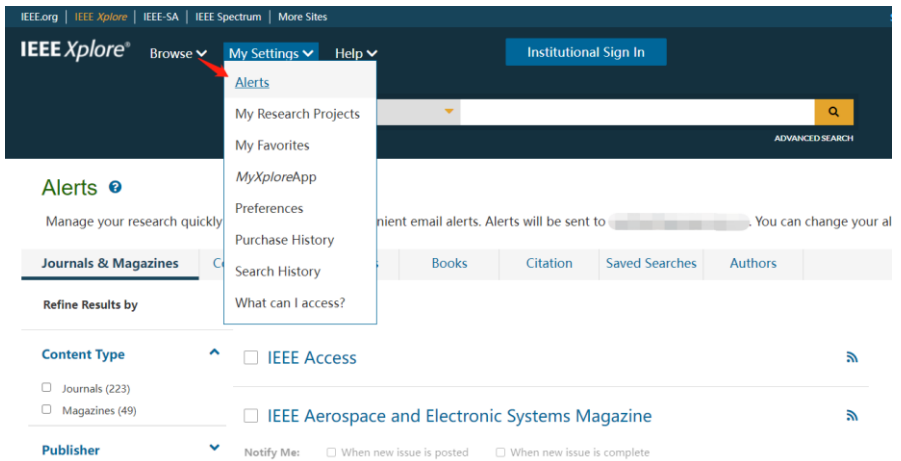 IEEE.org | IEEE Xplore | IEEE-SA | IEEE Spectrum | More Sites
IEEE Xplore® Browse My Settings Help Institutional Sign In
Alerts
My Research Projects
My Favorites
MyXploreApp
Preferences
Purchase History
Search History
What can I access?
ADVANCED SEARCH
Alerts
Manage your research quickly nient email alerts. Alerts will be sent to . You can change your al
Journals & Magazines Books Citation Saved Searches Authors
Refine Results by
Content Type
Journals (223)
Magazines (49)
Publisher
IEEE Access
IEEE Aerospace and Electronic Systems Magazine
Notify Me: When new issue is posted When new issue is complete